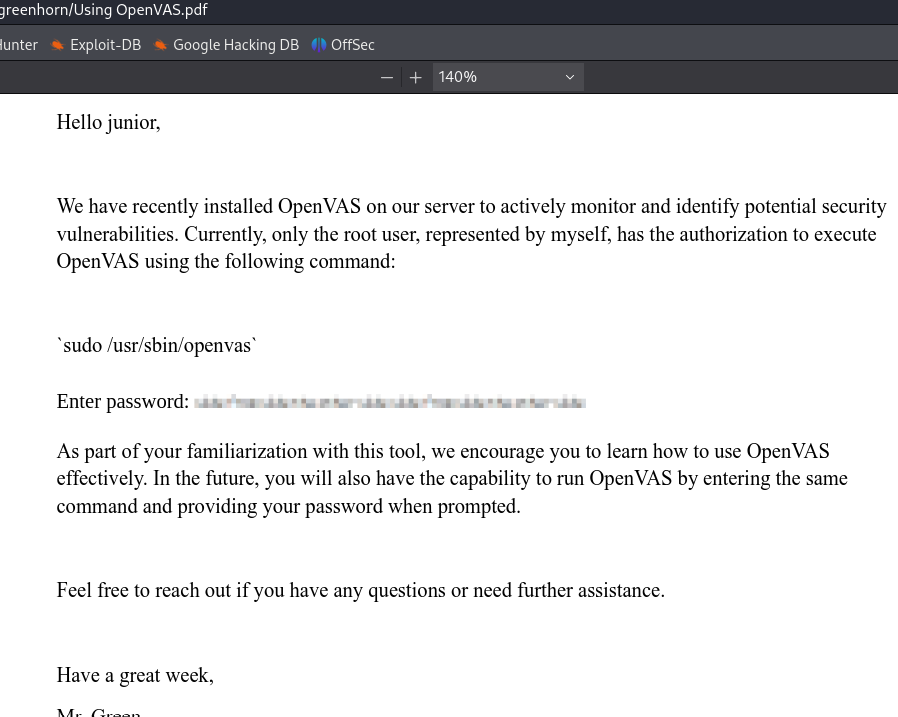 greenhorn/Using OpenVAS.pdf
Hunter Exploit-DB Google Hacking DB OffSec
− + 140%
Hello junior,
We have recently installed OpenVAS on our server to actively monitor and identify potential security
vulnerabilities. Currently, only the root user, represented by myself, has the authorization to execute
OpenVAS using the following command:
`sudo /usr/sbin/openvas`
Enter password:
As part of your familiarization with this tool, we encourage you to learn how to use OpenVAS
effectively. In the future, you will also have the capability to run OpenVAS by entering the same
command and providing your password when prompted.
Feel free to reach out if you have any questions or need further assistance.
Have a great week,
Mr. Green